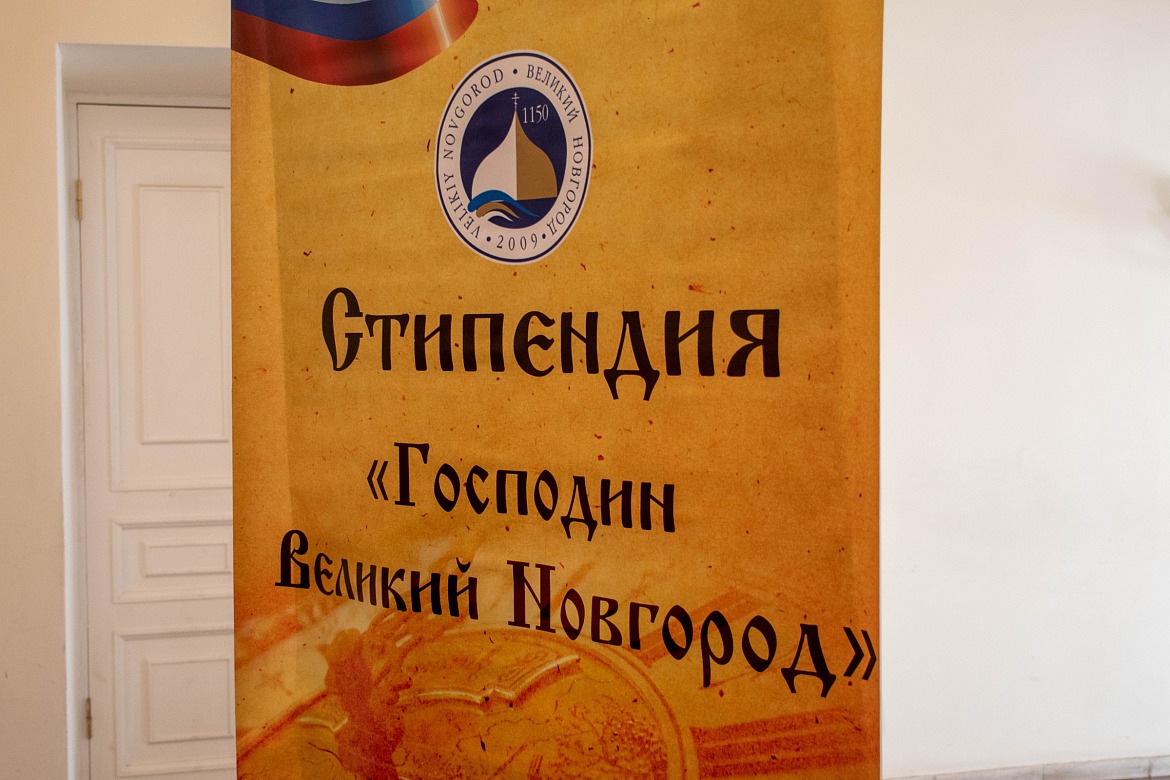 VELIKIY NOVGOROD • ВЕЛИКИЙ НОВГОРОД • 2009 •
1150
Стипендия
«Господин
Великий Новгород»